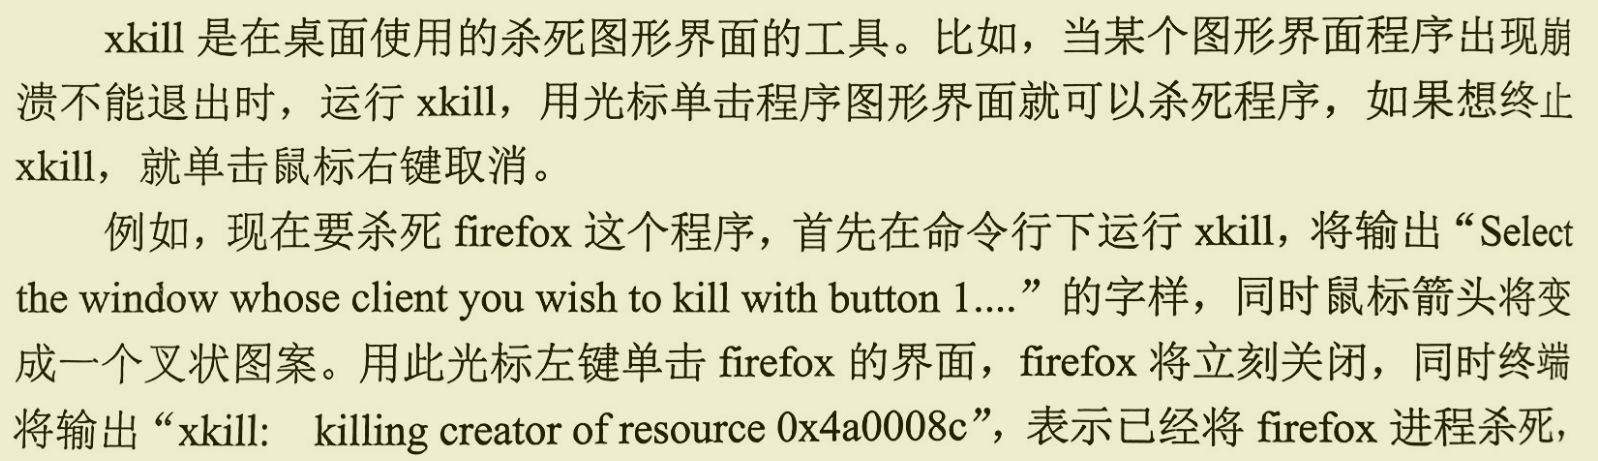 xkill 是在桌面使用的杀死图形界面的工具。比如，当某个图形界面程序出现崩
溃不能退出时，运行 xkill，用光标单击程序图形界面就可以杀死程序，如果想终止
xkill，就单击鼠标右键取消。
例如，现在要杀死 firefox 这个程序，首先在命令行下运行 xkill，将输出“Select
the window whose client you wish to kill with button 1....”的字样，同时鼠标箭头将变
成一个叉状图案。用此光标左键单击 firefox 的界面，firefox 将立刻关闭，同时终端
将输出“xkill: killing creator of resource 0x4a0008c”，表示已经将 firefox 进程杀死，